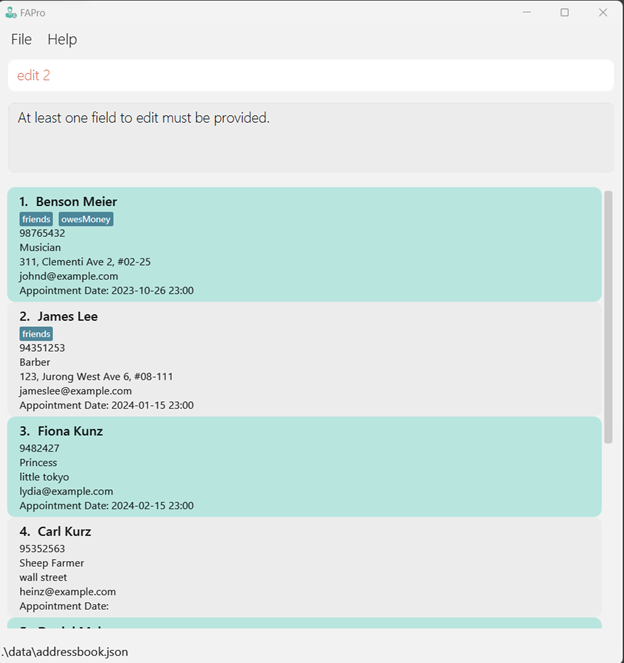 FAPro
File Help
edit 2
At least one field to edit must be provided.
1. Benson Meier
friends owesMoney
98765432
Musician
311, Clementi Ave 2, #02-25
johnd@example.com
Appointment Date: 2023-10-26 23:00
2. James Lee
friends
94351253
Barber
123, Jurong West Ave 6, #08-111
jameslee@example.com
Appointment Date: 2024-01-15 23:00
3. Fiona Kunz
9482427
Princess
little tokyo
lydia@example.com
Appointment Date: 2024-02-15 23:00
4. Carl Kurz
95352563
Sheep Farmer
wall street
heinz@example.com
Appointment Date:
.\data\addressbook.json